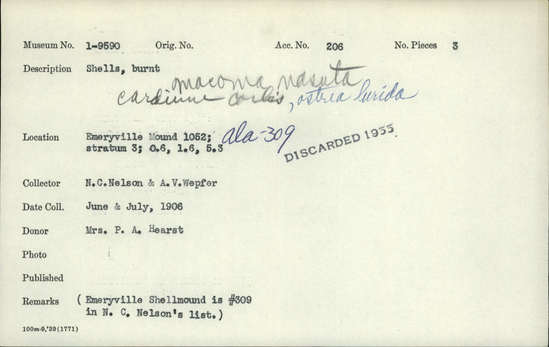 Museum No. 1-9590 Orig. No. Acc. No. 206 No. Pieces 3
Description Shells, burnt
macoma nasuta
cardium corbis, ostrea lurida
Location Emeryville Mound 1052; Ala-309
stratum 3; 0.6, 1.6, 5.3
DISCARDED 1933
Collector N.C.Nelson & A.V.Wepfer
Date Coll. June & July, 1906
Donor Mrs. P. A. Hearst
Photo
Published
Remarks (Emeryville Shellmound is #309
in N. C. Nelson's list.)
100m-9,'39(1771)